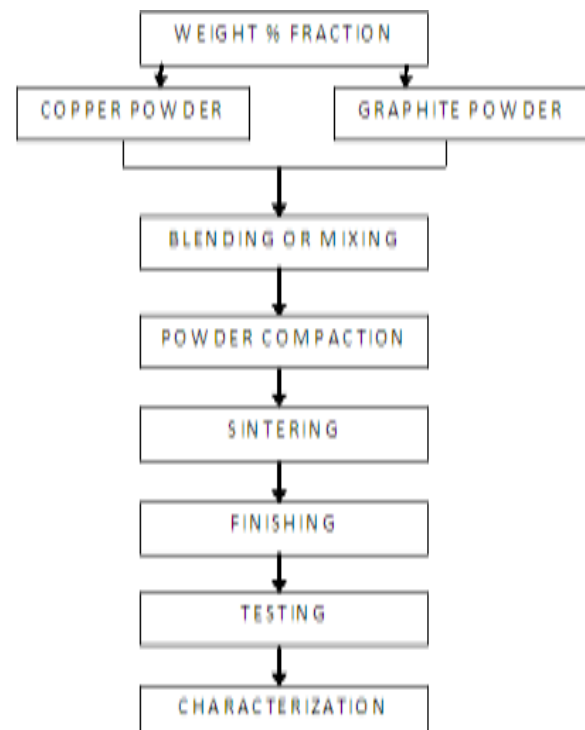 WEIGHT % FRACTION
COPPER POWDER
GRAPHITE POWDER
BLENDING OR MIXING
POWDER COMPACTION
SINTERING
FINISHING
TESTING
CHARACTERIZATION